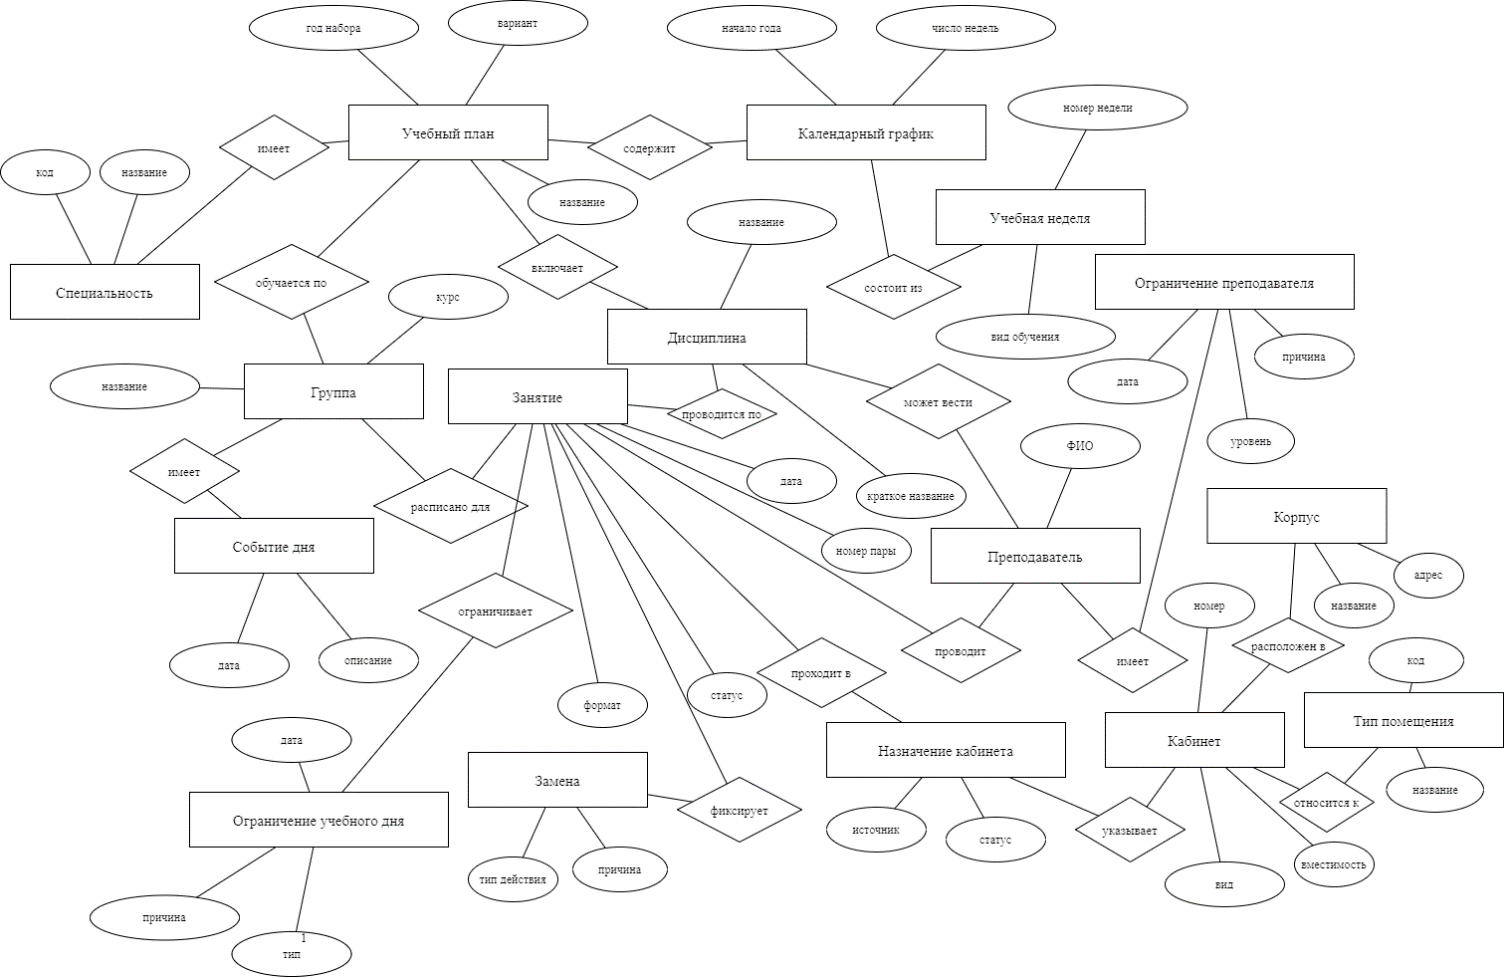 год набора
вариант
начало года
число недель
номер недели
Учебный план
Календарный график
имеет
содержит
код
название
название
название
Учебная неделя
Специальность
обучается по
включает
курс
состоит из
Ограничение преподавателя
вид обучения
Дисциплина
причина
дата
название
Группа
Занятие
проводится по
может вести
уровень
ФИО
имеет
дата
краткое название
расписано для
Корпус
Событие дня
номер пары
Преподаватель
адрес
ограничивает
номер
название
дата
описание
проводит
имеет
расположен в
код
проходит в
статус
формат
дата
Назначение кабинета
Кабинет
Тип помещения
Замена
фиксирует
относится к
название
Ограничение учебного дня
источник
статус
указывает
тип действия
причина
вместимость
вид
причина
1
тип